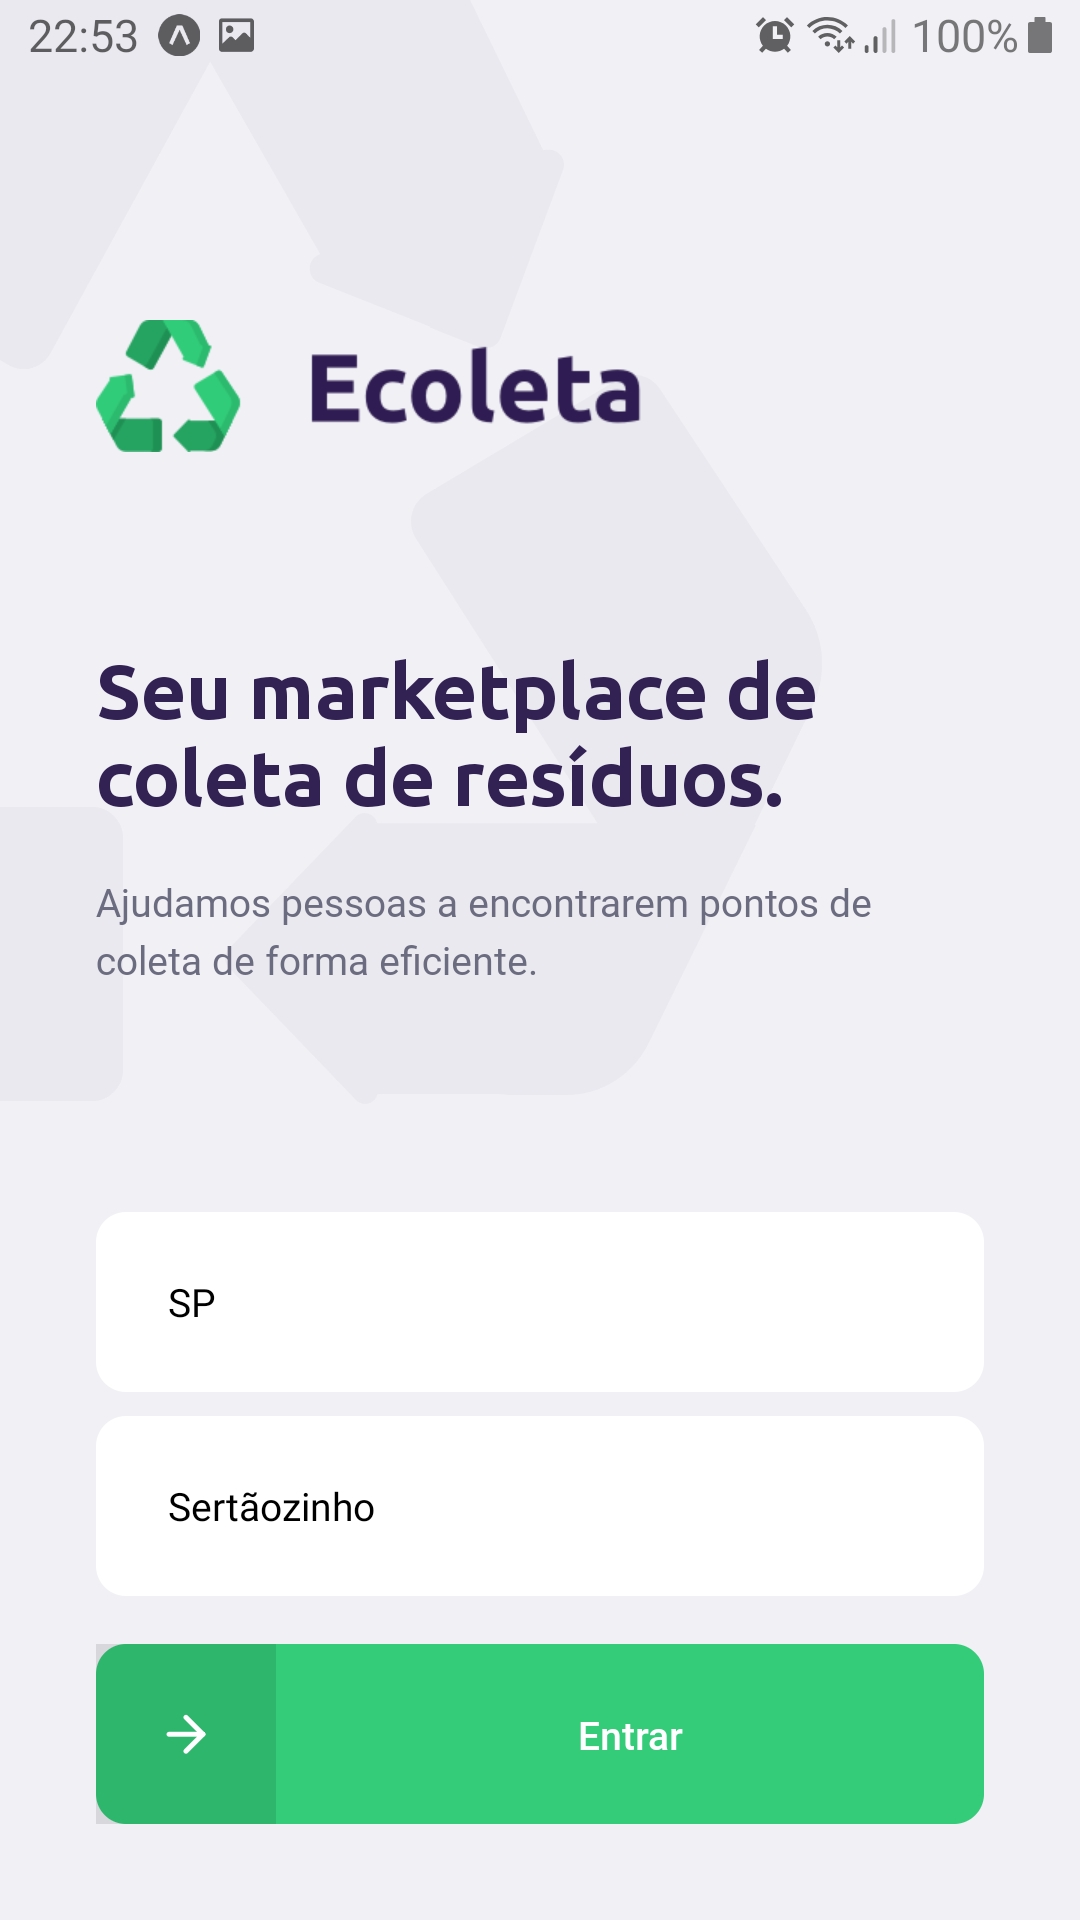 22:53 100%
Ecoleta
Seu marketplace de
coleta de resíduos.
Ajudamos pessoas a encontrarem pontos de
coleta de forma eficiente.
SP
Sertãozinho
Entrar